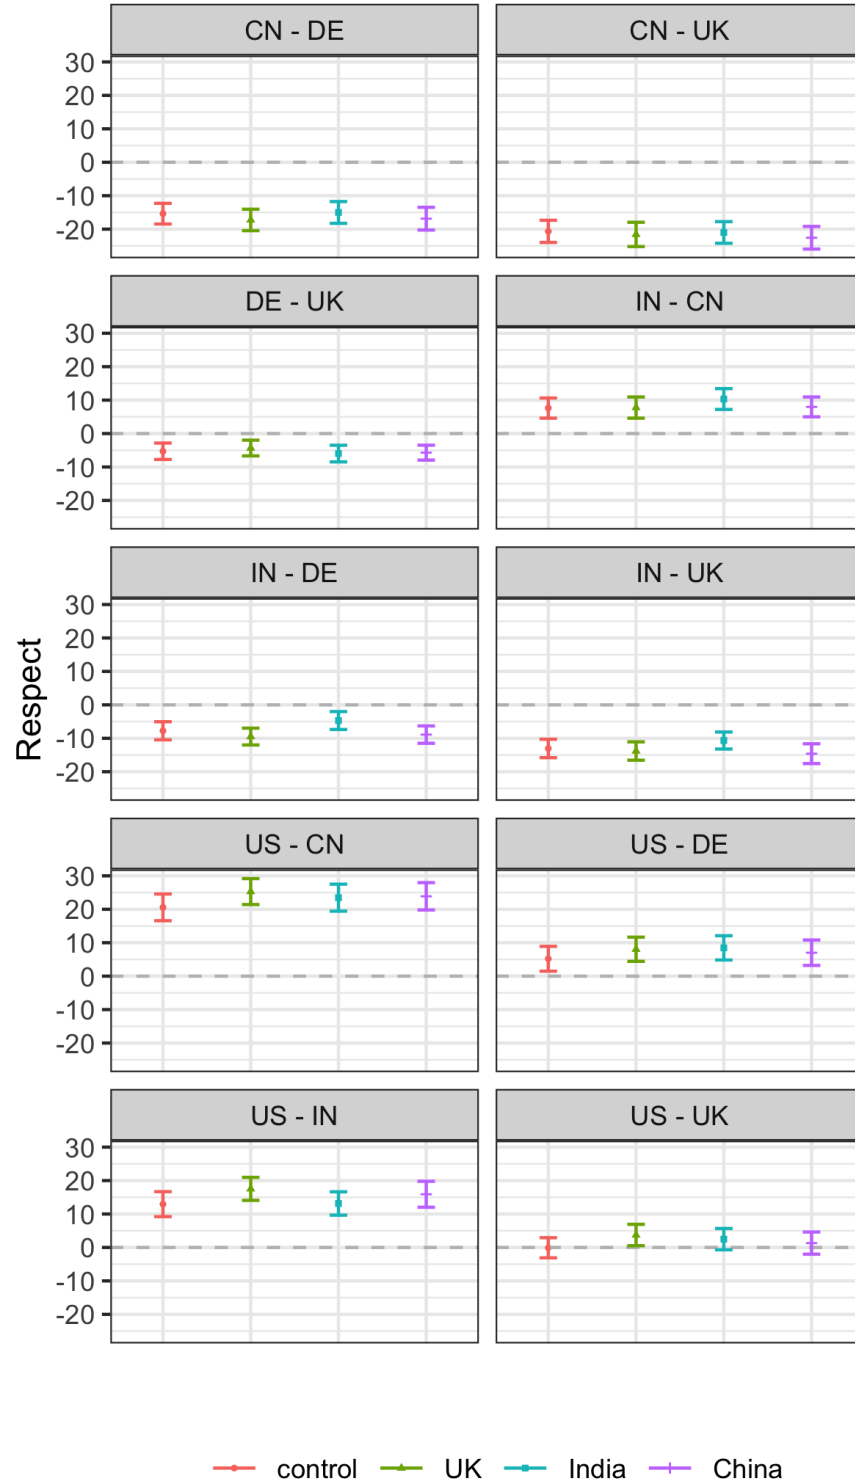 CN - DE
CN - UK
30
20
10
0
-10
-20
DE - UK
IN - CN
30
20
10
0
-10
-20
IN - DE
IN - UK
30
20
10
0
-10
-20
Respect
US - CN
US - DE
30
20
10
0
-10
-20
US - IN
US - UK
30
20
10
0
-10
-20
control UK India China